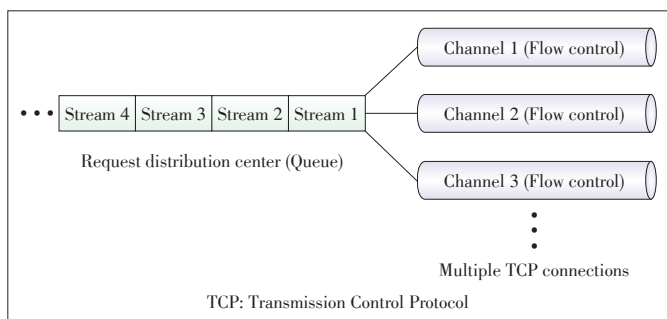 Channel 1 (Flow control)
••• Stream 4 Stream 3 Stream 2 Stream 1
Channel 2 (Flow control)
Request distribution center (Queue)
Channel 3 (Flow control)
Multiple TCP connections
TCP: Transmission Control Protocol